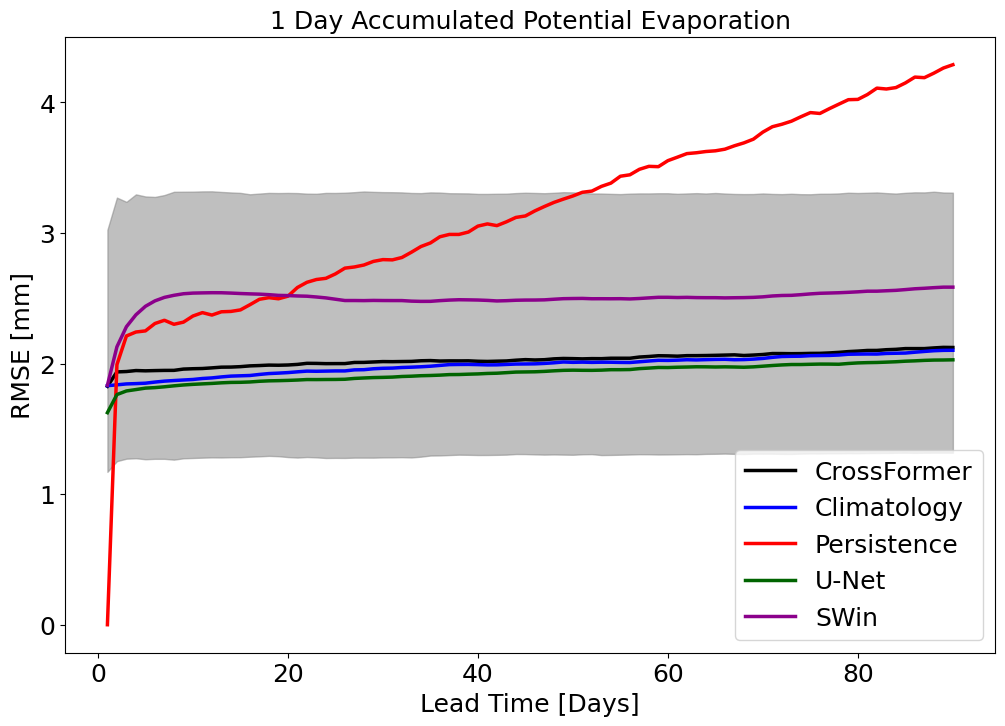 1 Day Accumulated Potential Evaporation
RMSE [mm]
4
3
2
1
0
0 20 40 60 80
Lead Time [Days]
CrossFormer
Climatology
Persistence
U-Net
SWin